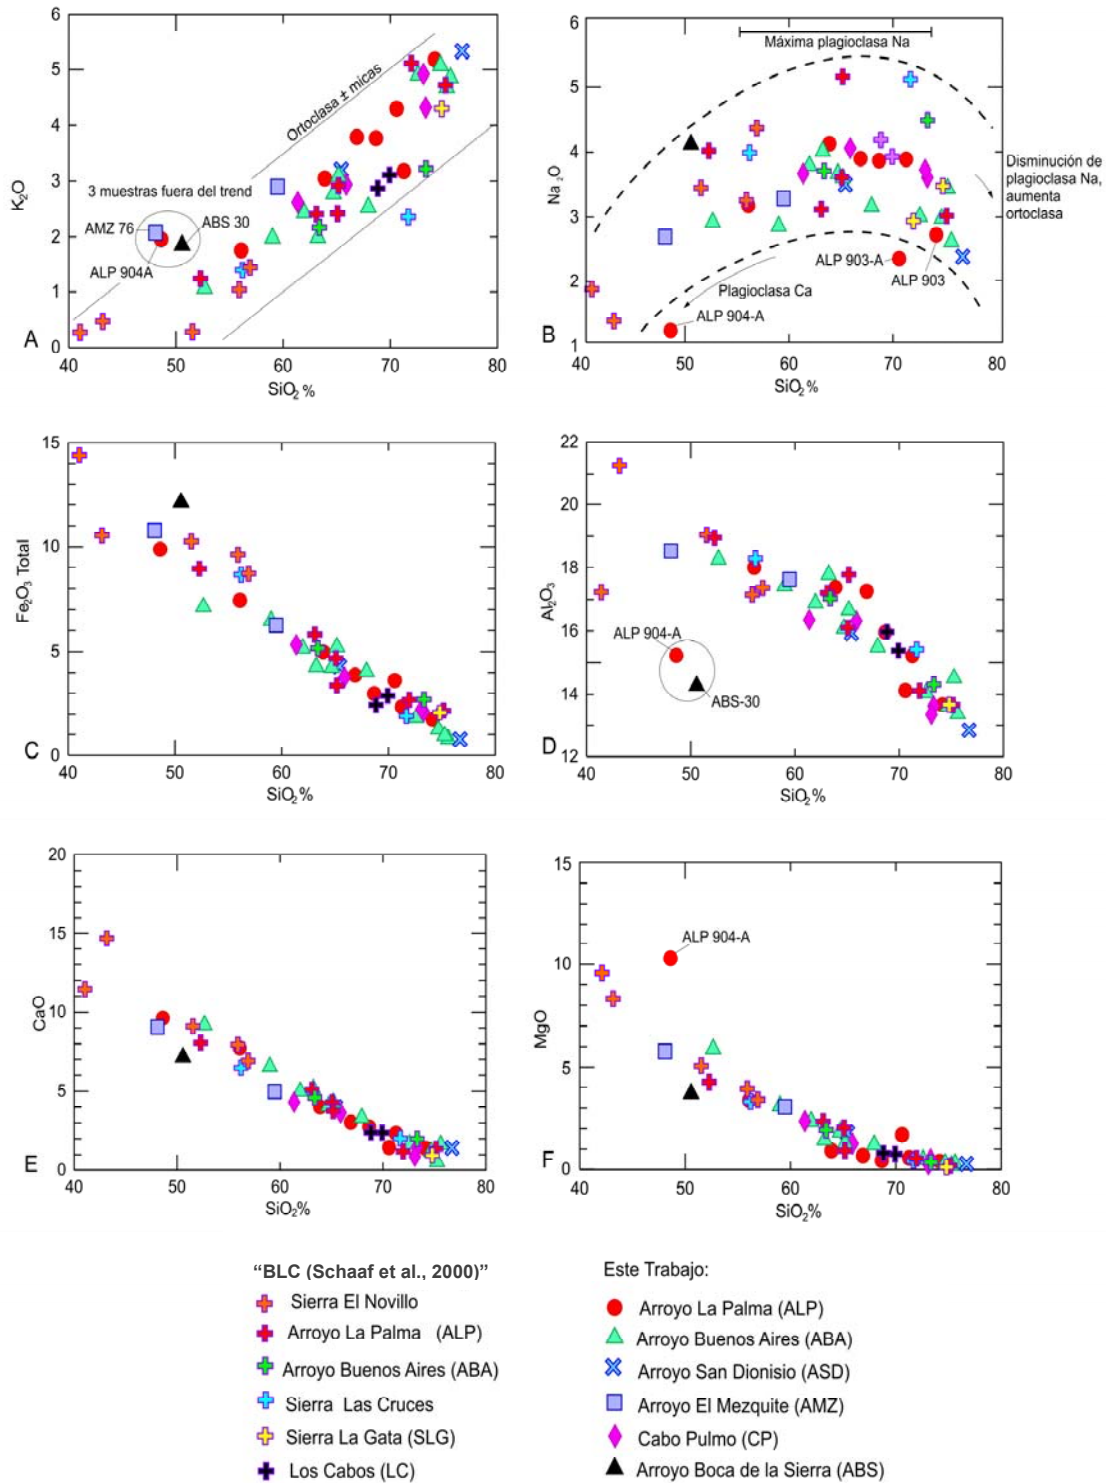 6
5
4
3
2
1
0
K2O
Ortoclasa ± micas
3 muestras fuera del trend
AMZ 76
ABS 30
ALP 904A
A
40
50
60
70
80
SiO2 %
6
5
4
3
2
1
Na2O
Máxima plagioclasa Na
Disminución de
plagioclasa Na,
aumenta
ortoclasa
ALP 903-A
ALP 903
Plagioclasa Ca
ALP 904-A
B
40
50
60
70
80
SiO2 %
15
10
5
0
Fe2O3 Total
C
40
50
60
70
80
SiO2%
22
20
18
16
14
12
Al2O3
ALP 904-A
ABS-30
D
40
50
60
70
80
SiO2%
20
15
10
5
0
CaO
E
40
50
60
70
80
SiO2%
15
10
5
0
MgO
ALP 904-A
F
40
50
60
70
80
SiO2%
“BLC (Schaaf et al., 2000)”
Sierra El Novillo
Arroyo La Palma (ALP)
Arroyo Buenos Aires (ABA)
Sierra Las Cruces
Sierra La Gata (SLG)
Los Cabos (LC)
Este Trabajo:
Arroyo La Palma (ALP)
Arroyo Buenos Aires (ABA)
Arroyo San Dionisio (ASD)
Arroyo El Mezquite (AMZ)
Cabo Pulmo (CP)
Arroyo Boca de la Sierra (ABS)